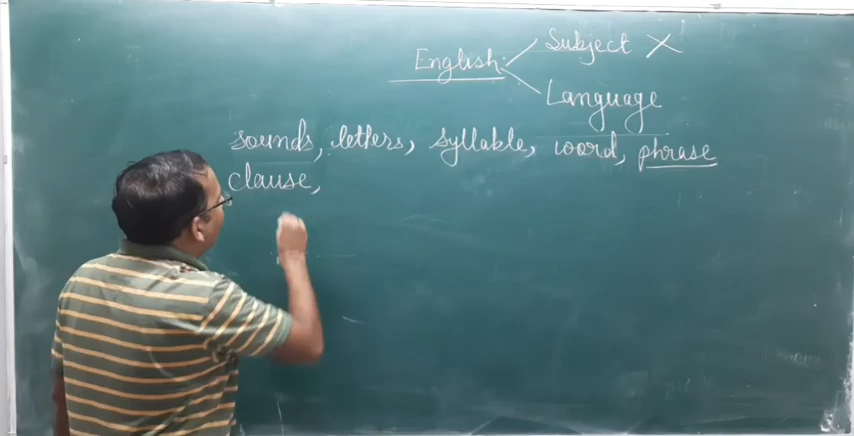 English: Subject X
Language
sounds, letters, syllable, word, phrase
clause,